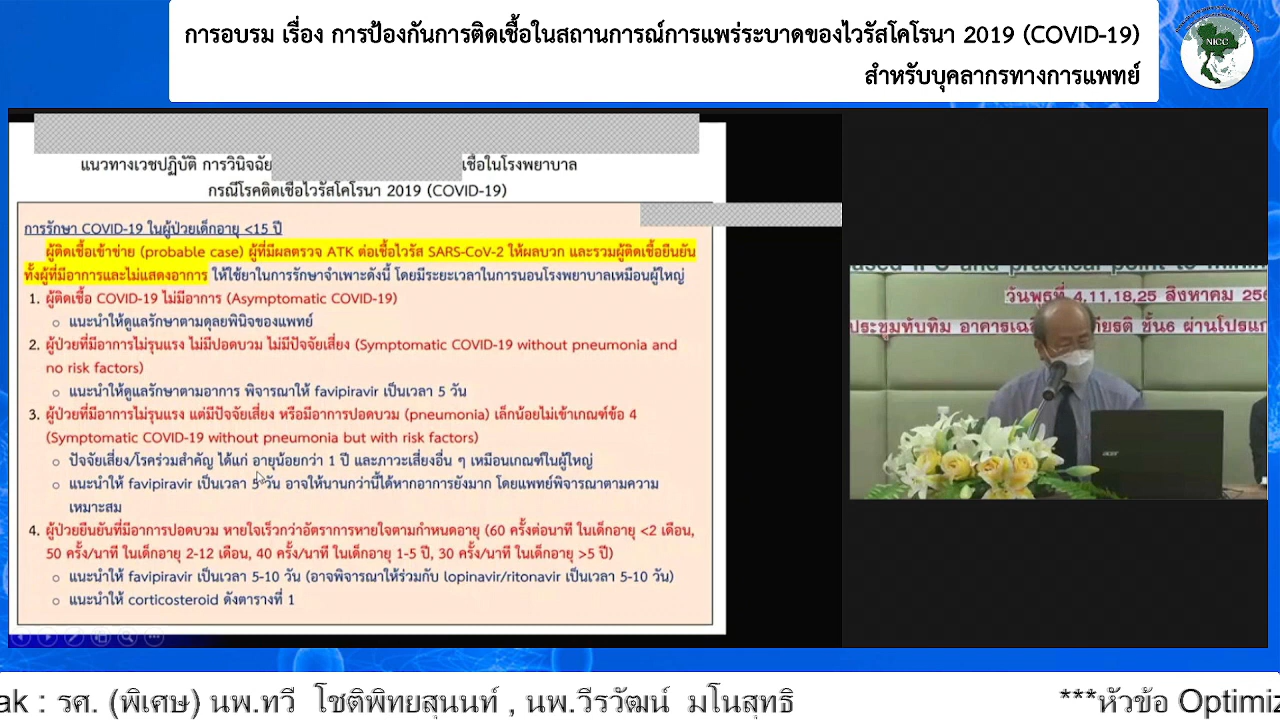 การอบรม เรื่อง การป้องกันการติดเชื้อในสถานการณ์การแพร่ระบาดของไวรัสโคโรนา 2019 (COVID-19)
สำหรับบุคลากรทางการแพทย์
NICC
แนวทางเวชปฏิบัติ การวินิจฉัย เชื้อในโรงพยาบาล
กรณีโรคติดเชื้อไวรัสโคโรนา 2019 (COVID-19)
การรักษา COVID-19 ในผู้ป่วยเด็กอายุ <15 ปี
ผู้ติดเชื้อเข้าข่าย (probable case) ผู้ที่มีผลตรวจ ATK ต่อเชื้อไวรัส SARS-CoV-2 ให้ผลบวก และรวมผู้ติดเชื้อยืนยัน
ทั้งผู้ที่มีอาการและไม่แสดงอาการ ให้ใช้ยาในการรักษาจำเพาะดังนี้ โดยมีระยะเวลาในการนอนโรงพยาบาลเหมือนผู้ใหญ่
1. ผู้ติดเชื้อ COVID-19 ไม่มีอาการ (Asymptomatic COVID-19)
o แนะนำให้ดูแลรักษาตามดุลยพินิจของแพทย์
2. ผู้ป่วยที่มีอาการไม่รุนแรง ไม่มีปอดบวม ไม่มีปัจจัยเสี่ยง (Symptomatic COVID-19 without pneumonia and
no risk factors)
o แนะนำให้ดูแลรักษาตามอาการ พิจารณาให้ favipiravir เป็นเวลา 5 วัน
3. ผู้ป่วยที่มีอาการไม่รุนแรง แต่มีปัจจัยเสี่ยง หรือมีอาการปอดบวม (pneumonia) เล็กน้อยไม่เข้าเกณฑ์ข้อ 4
(Symptomatic COVID-19 without pneumonia but with risk factors)
o ปัจจัยเสี่ยง/โรคร่วมสำคัญ ได้แก่ อายุน้อยกว่า 1 ปี และภาวะเสี่ยงอื่น ๆ เหมือนเกณฑ์ในผู้ใหญ่
o แนะนำให้ favipiravir เป็นเวลา 5 วัน อาจให้นานกว่านี้ได้หากอาการยังมาก โดยแพทย์พิจารณาตามความ
เหมาะสม
4. ผู้ป่วยยืนยันที่มีอาการปอดบวม หายใจเร็วกว่าอัตราการหายใจตามกำหนดอายุ (60 ครั้งต่อนาที ในเด็กอายุ <2 เดือน,
50 ครั้ง/นาที ในเด็กอายุ 2-12 เดือน, 40 ครั้ง/นาที ในเด็กอายุ 1-5 ปี, 30 ครั้ง/นาที ในเด็กอายุ >5 ปี)
o แนะนำให้ favipiravir เป็นเวลา 5-10 วัน (อาจพิจารณาให้ร่วมกับ lopinavir/ritonavir เป็นเวลา 5-10 วัน)
o แนะนำให้ corticosteroid ดังตารางที่ 1
and practical point to
วันพุธที่ 4,11,18,25 สิงหาคม 256
ประชุมทับทิม อาคารเฉ ียรติ ชั้น6 ผ่านโปรแก
acer
ak : รศ. (พิเศษ) นพ.ทวี โชติพิทยสุนนท์ , นพ.วีรวัฒน์ มโนสุทธิ ***หัวข้อ Optimiz